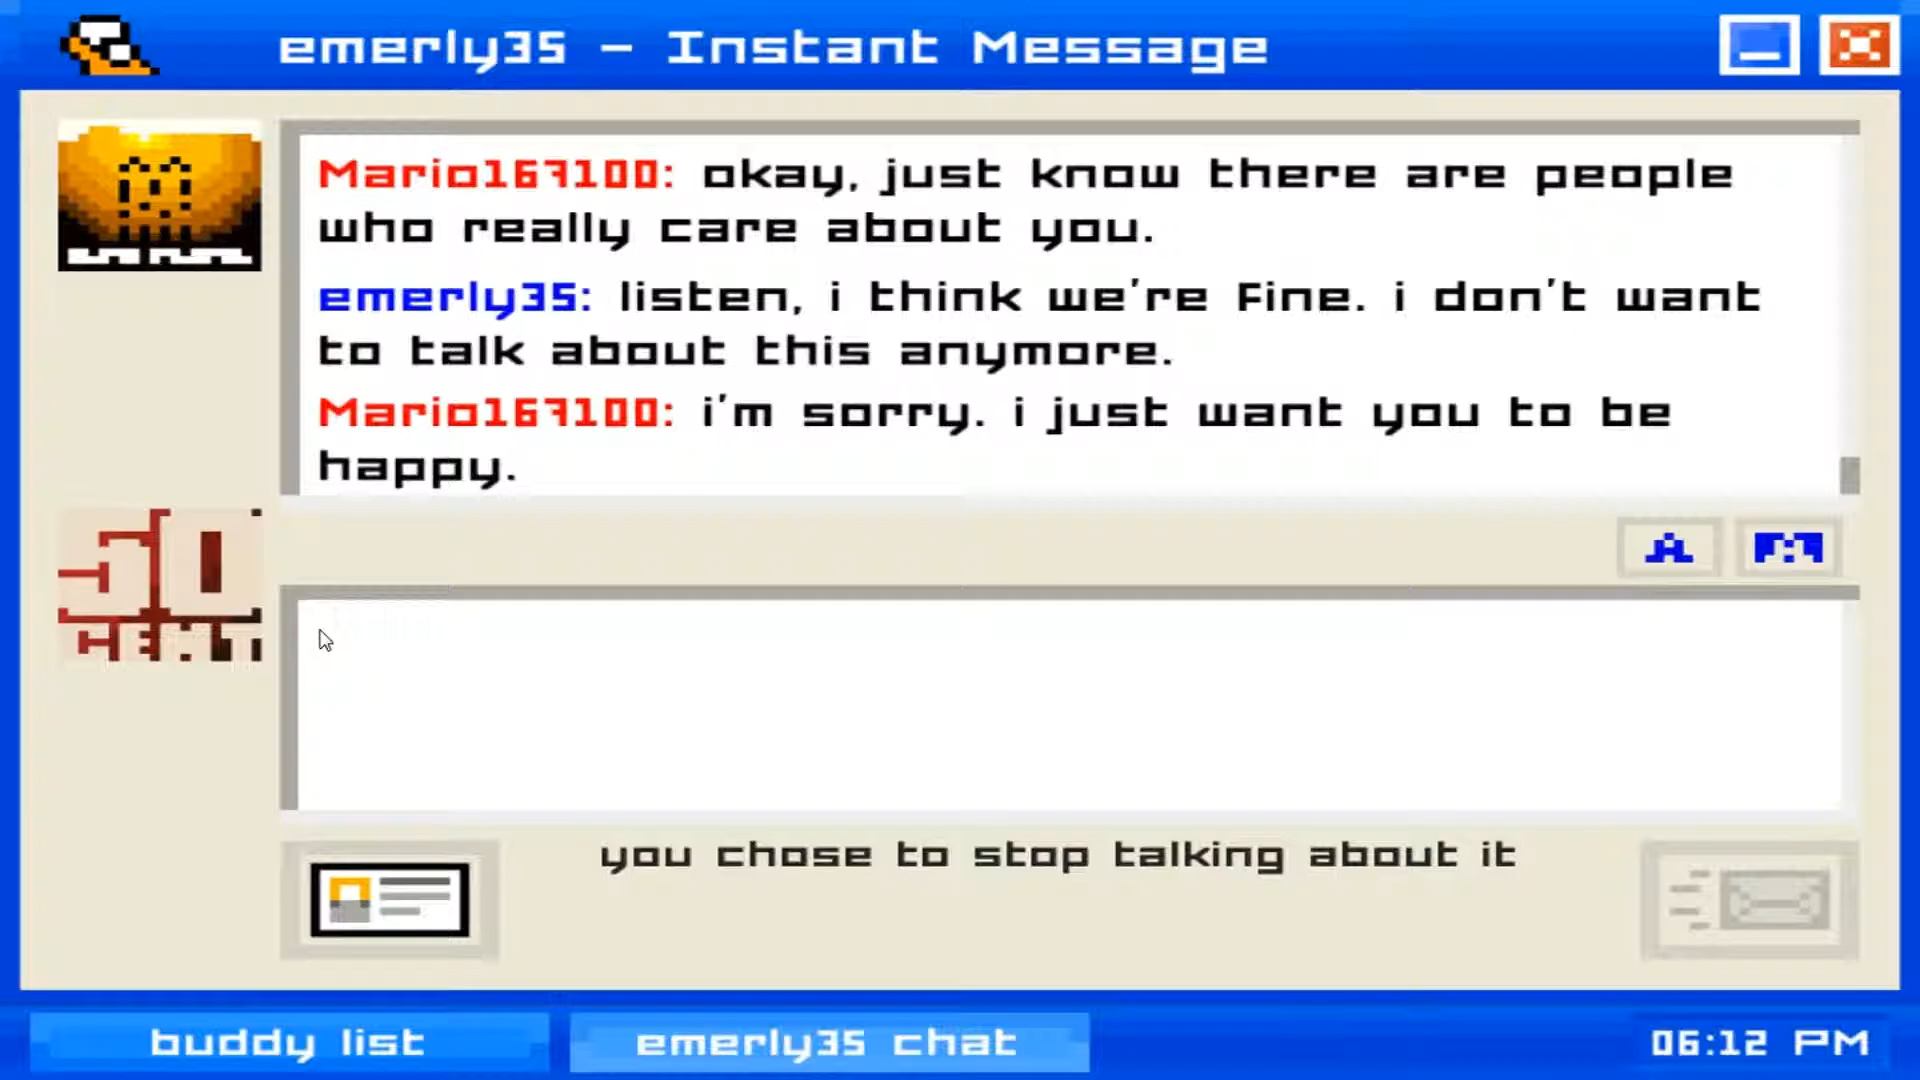 emerly35 - Instant Message
Mario167100: okay, just know there are people
who really care about you.
emerly35: listen, i think we're fine. i don't want
to talk about this anymore.
Mario167100: i'm sorry. i just want you to be
happy.
A
you chose to stop talking about it
buddy list
emerly35 chat
06:12 PM